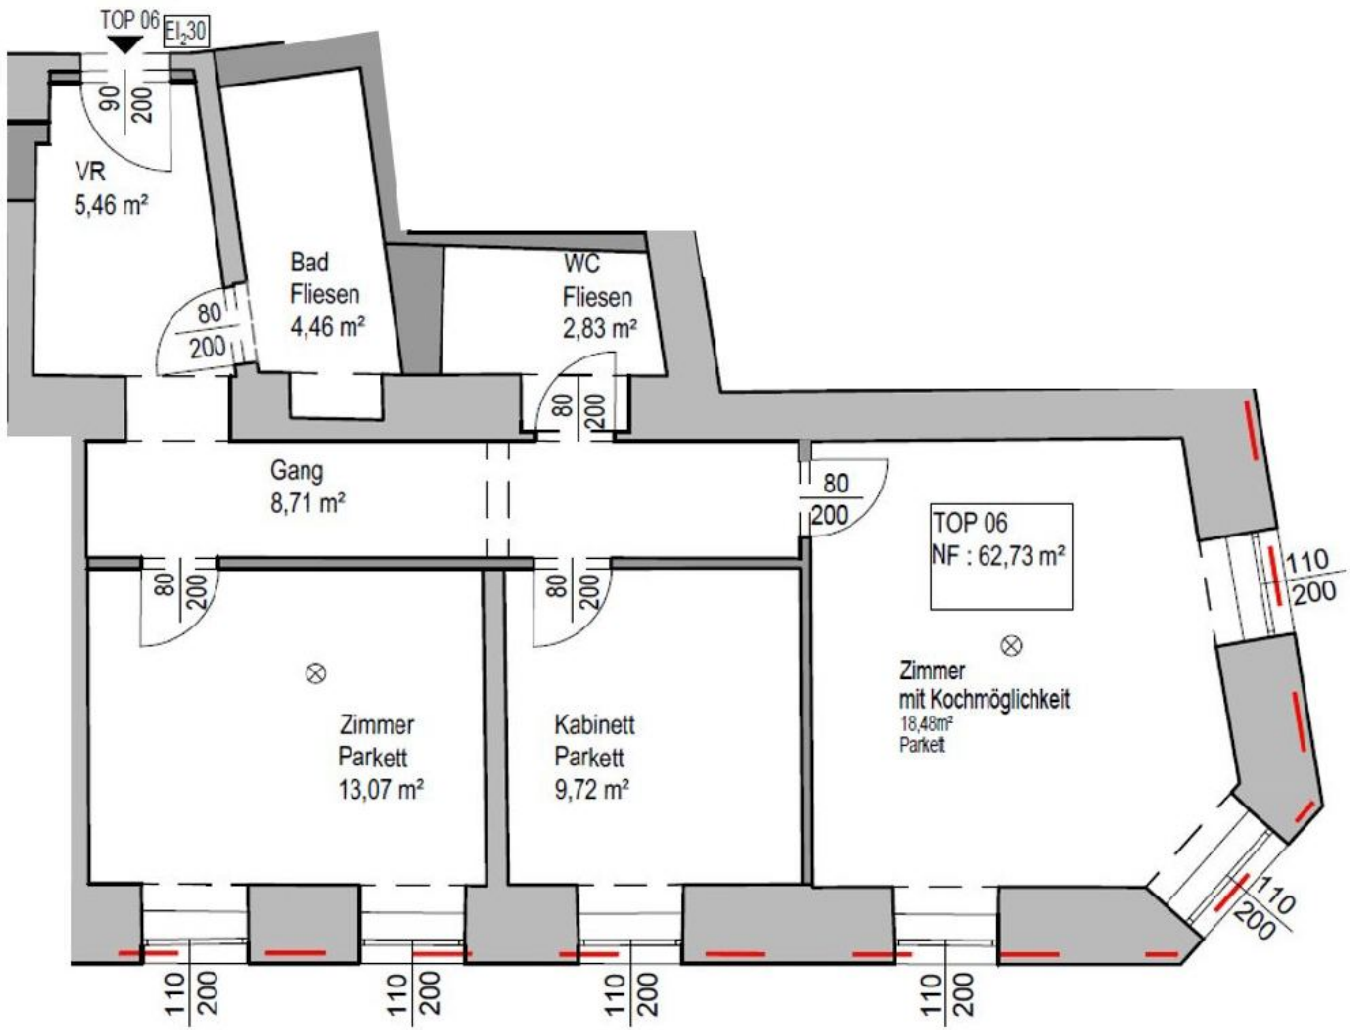 TOP 06
EI₂30
90
200
VR
5,46 m²
Bad
Fliesen
4,46 m²
WC
Fliesen
2,83 m²
80
200
80
200
Gang
8,71 m²
80
200
TOP 06
NF : 62,73 m²
110
200
80
200
80
200
Zimmer
mit Kochmöglichkeit
18,48m²
Parkett
Zimmer
Parkett
13,07 m²
Kabinett
Parkett
9,72 m²
110
200
110
200
110
200
110
200
110
200